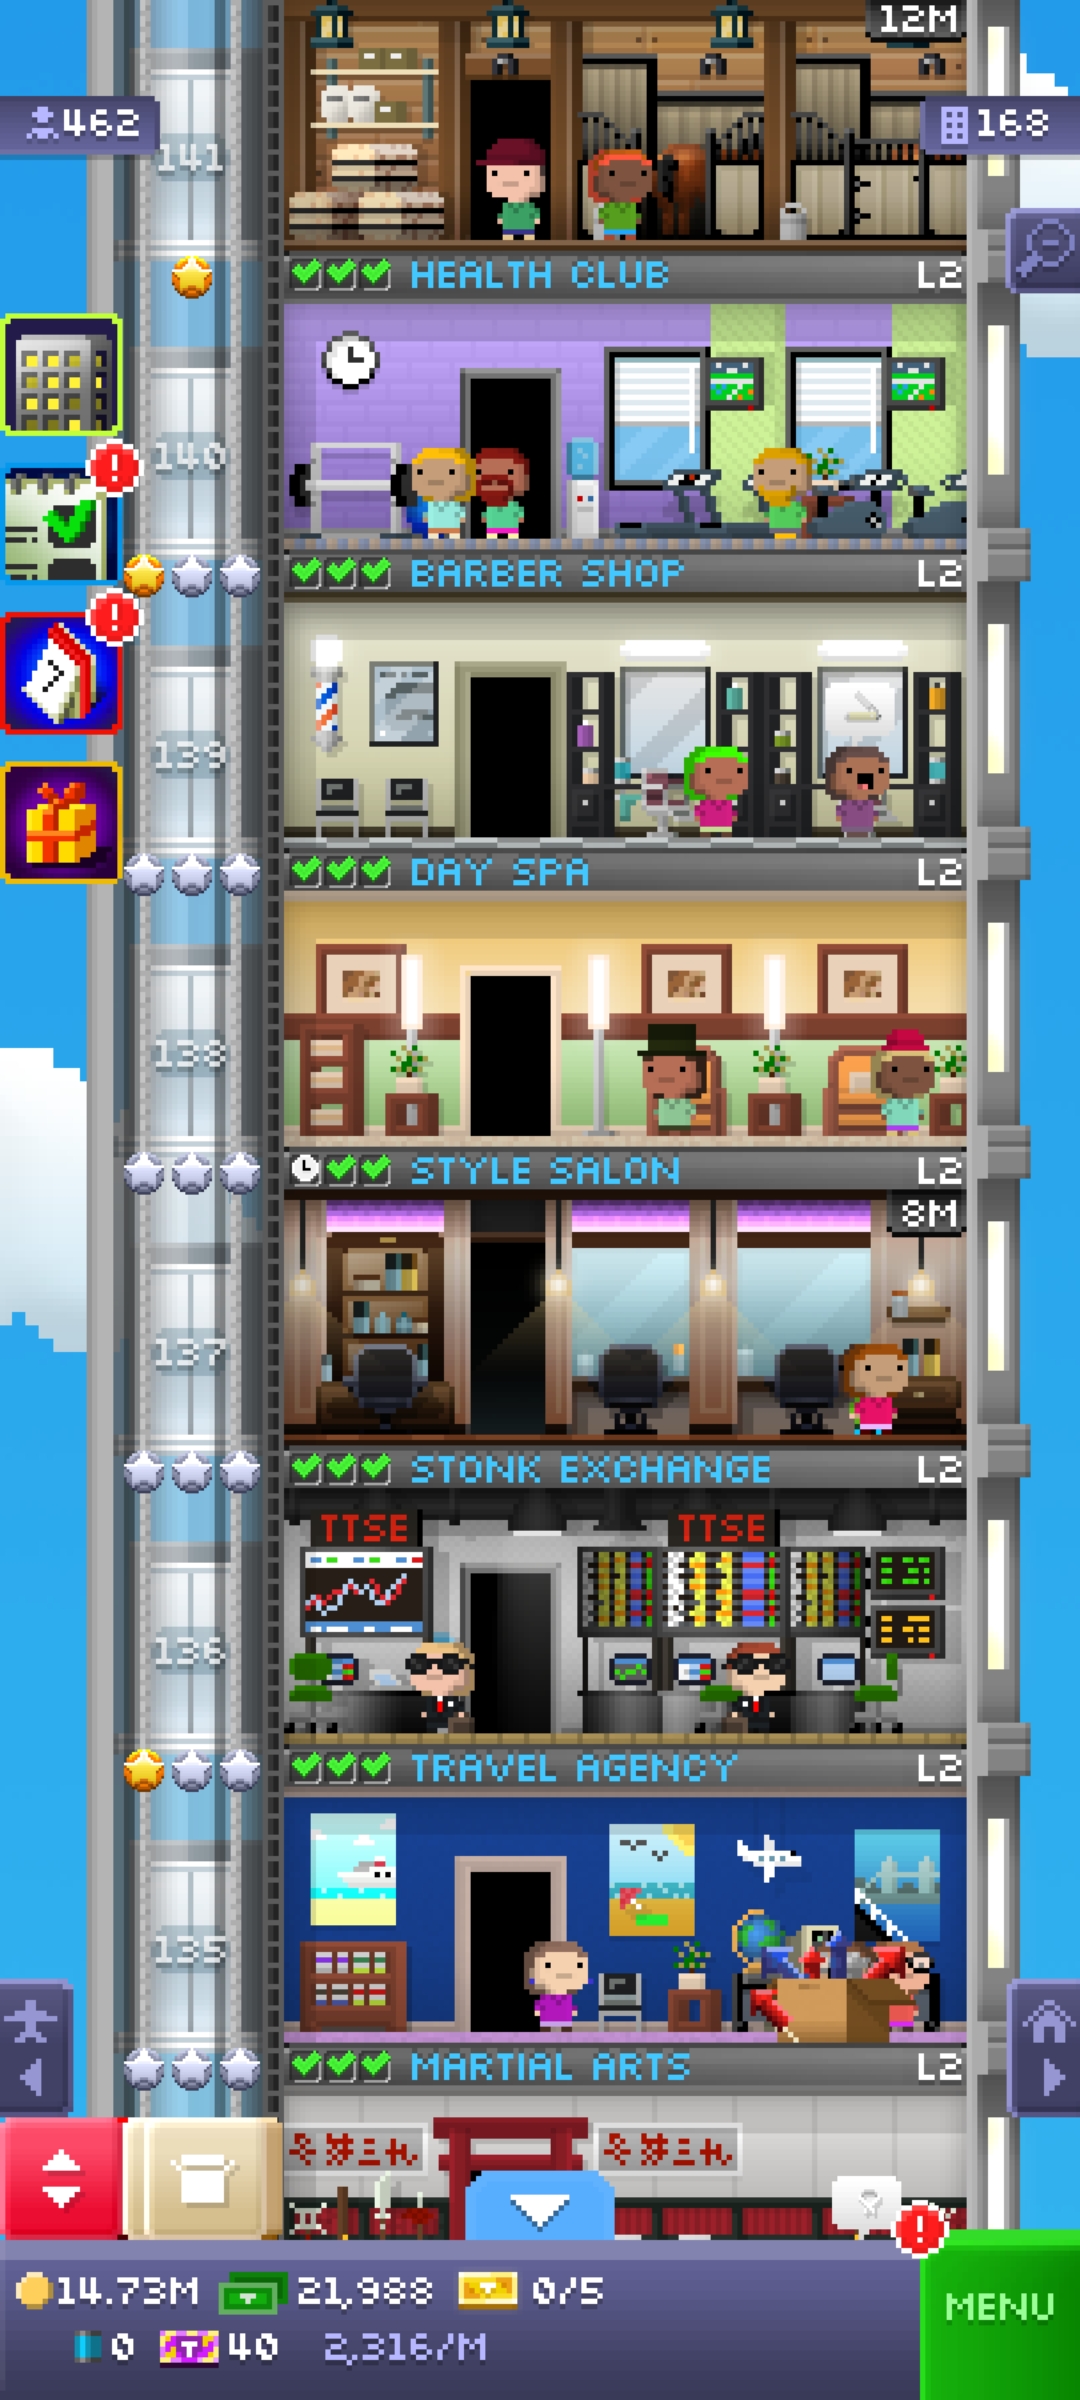 12M
462
168
141
HEALTH CLUB L2
140
BARBER SHOP L2
139
DAY SPA L2
138
STYLE SALON L2
8M
137
STONK EXCHANGE L2
TTSE TTSE
136
TRAVEL AGENCY L2
135
MARTIAL ARTS L2
14.73M 21,988 0/5
MENU
0 40 2,316/M